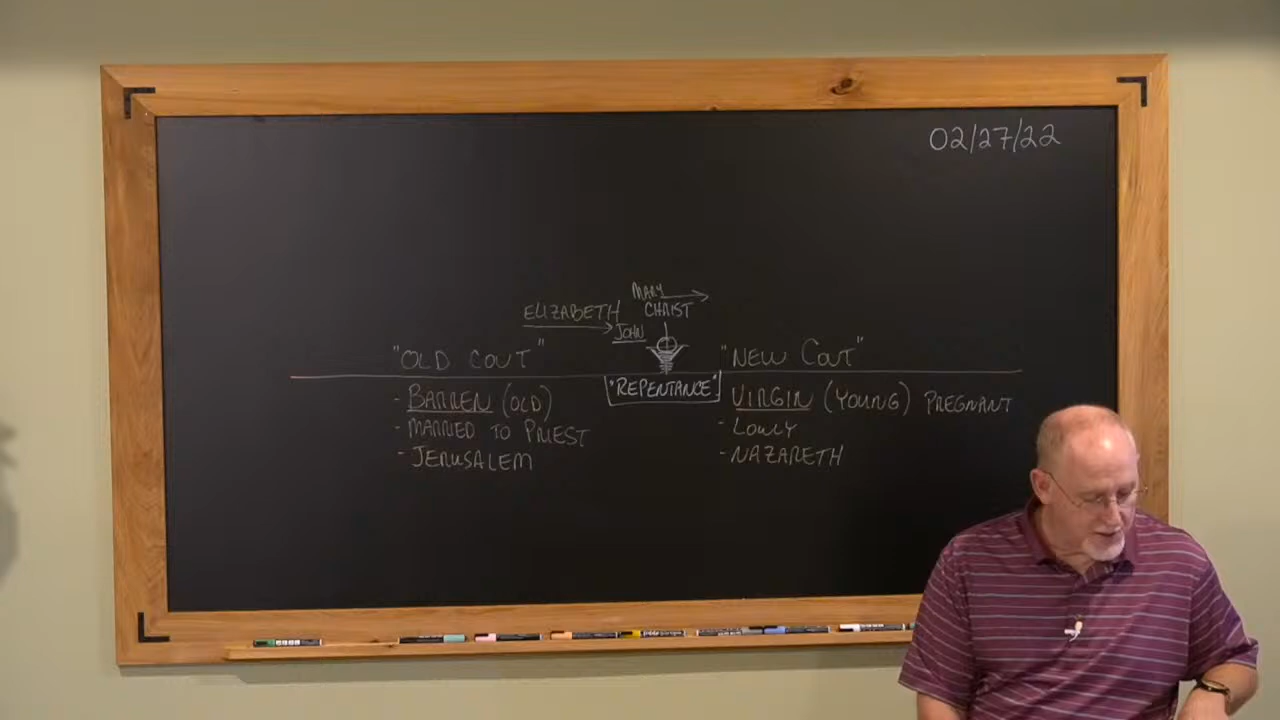 02/27/22
MARY
ELIZABETH CHRIST
JOHN
"OLD COVT" "NEW COVT"
"REPENTANCE"
- BARREN (OLD) VIRGIN (YOUNG) PREGNANT
- MARRIED TO PRIEST - LOWLY
- JERUSALEM - NAZARETH